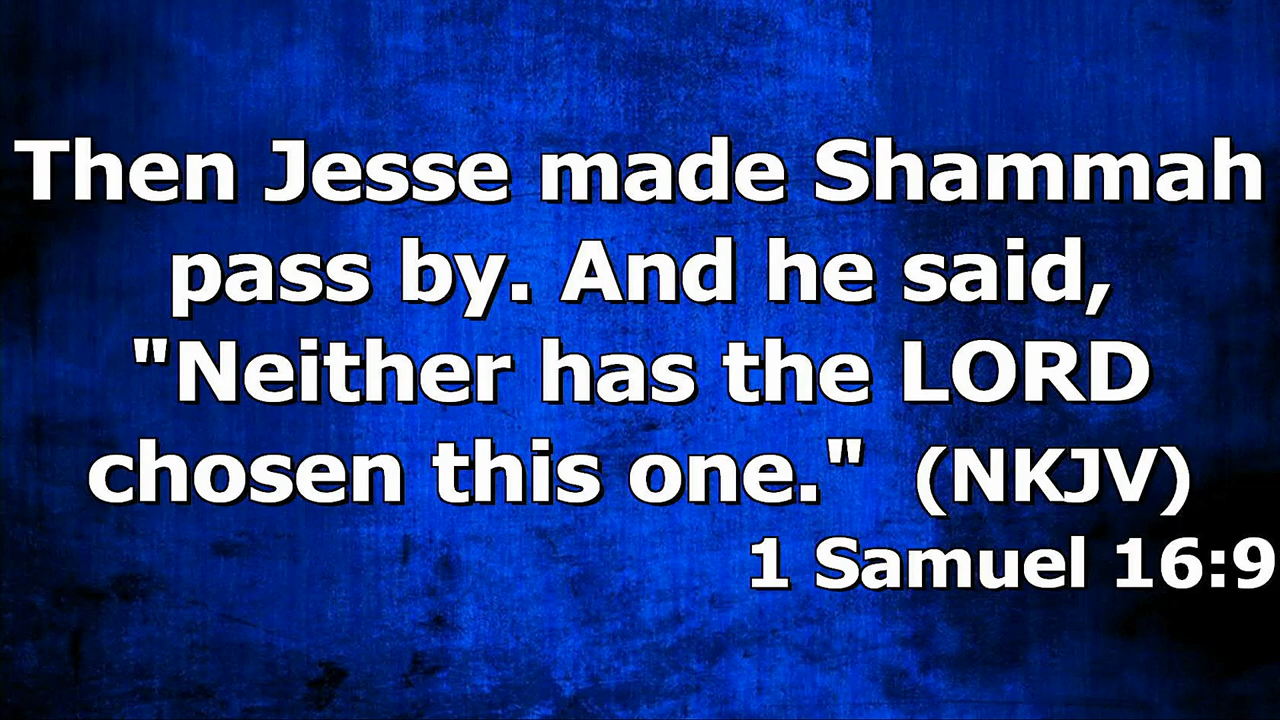 Then Jesse made Shammah
pass by. And he said,
"Neither has the LORD
chosen this one." (NKJV)
1 Samuel 16:9